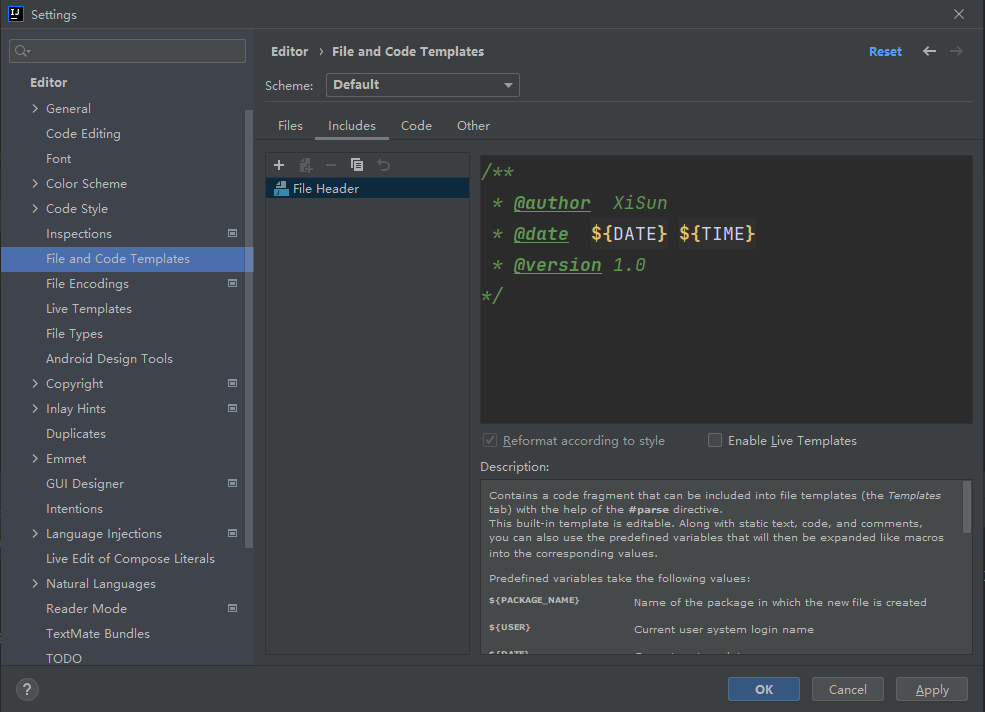 Settings
Editor › File and Code Templates
Reset
Scheme: Default
Files Includes Code Other
Editor
General
Code Editing
Font
Color Scheme
Code Style
Inspections
File and Code Templates
File Encodings
Live Templates
File Types
Android Design Tools
Copyright
Inlay Hints
Duplicates
Emmet
GUI Designer
Intentions
Language Injections
Live Edit of Compose Literals
Natural Languages
Reader Mode
TextMate Bundles
TODO
File Header
/**
* @author XiSun
* @date ${DATE} ${TIME}
* @version 1.0
*/
Reformat according to style
Enable Live Templates
Description:
Contains a code fragment that can be included into file templates (the Templates
tab) with the help of the #parse directive.
This built-in template is editable. Along with static text, code, and comments,
you can also use the predefined variables that will then be expanded like macros
into the corresponding values.
Predefined variables take the following values:
${PACKAGE_NAME} Name of the package in which the new file is created
${USER} Current user system login name
${DATE}
?
OK
Cancel
Apply